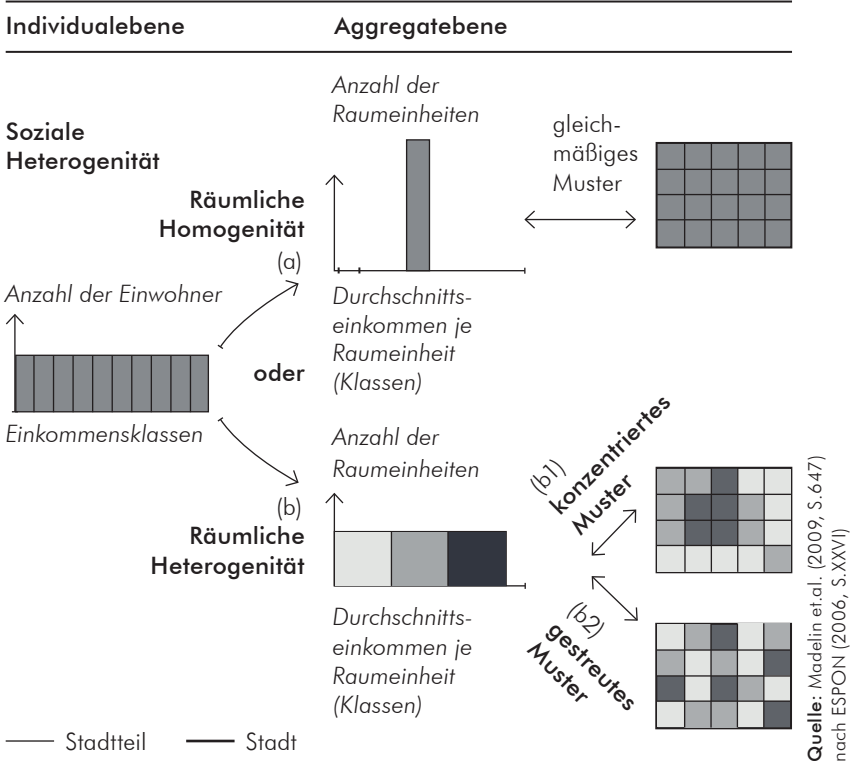 Individualebene
Aggregatebene
Soziale
Heterogenität
Anzahl der
Raumeinheiten
gleich-
mäßiges
Muster
Räumliche
Homogenität
(a)
Durchschnitts-
einkommen je
Raumeinheit
(Klassen)
Anzahl der Einwohner
Einkommensklassen
oder
Anzahl der
Raumeinheiten
(b)
Räumliche
Heterogenität
Durchschnitts-
einkommen je
Raumeinheit
(Klassen)
(b1)
konzentriertes
Muster
(b2)
gestreutes
Muster
Stadtteil
Stadt
Quelle: Madelin et.al. (2009, S.647)
nach ESPON (2006, S.XXVI)